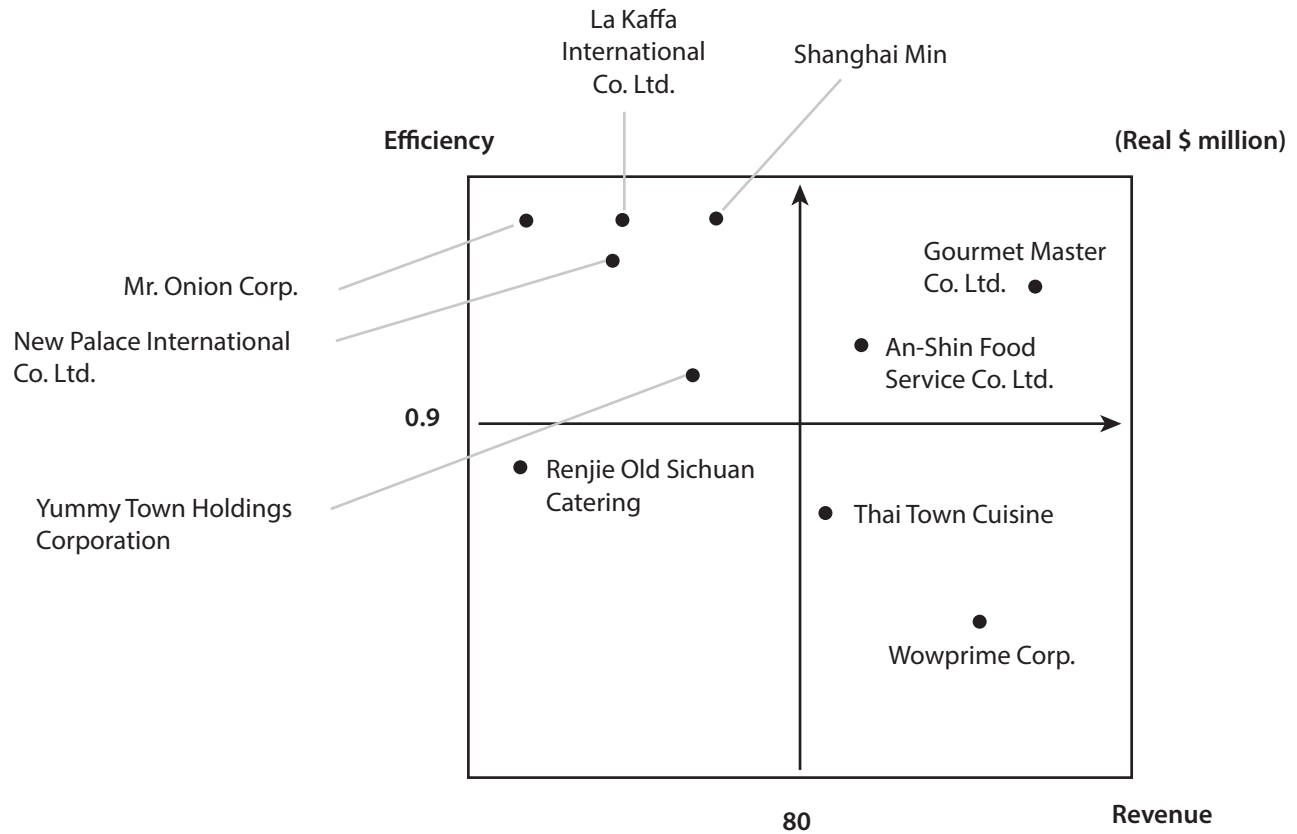 La Kaffa
International
Co. Ltd.
Shanghai Min
Efficiency
(Real $ million)
Gourmet Master
Co. Ltd.
Mr. Onion Corp.
New Palace International
Co. Ltd.
An-Shin Food
Service Co. Ltd.
0.9
Renjie Old Sichuan
Catering
Yummy Town Holdings
Corporation
Thai Town Cuisine
Wowprime Corp.
80
Revenue